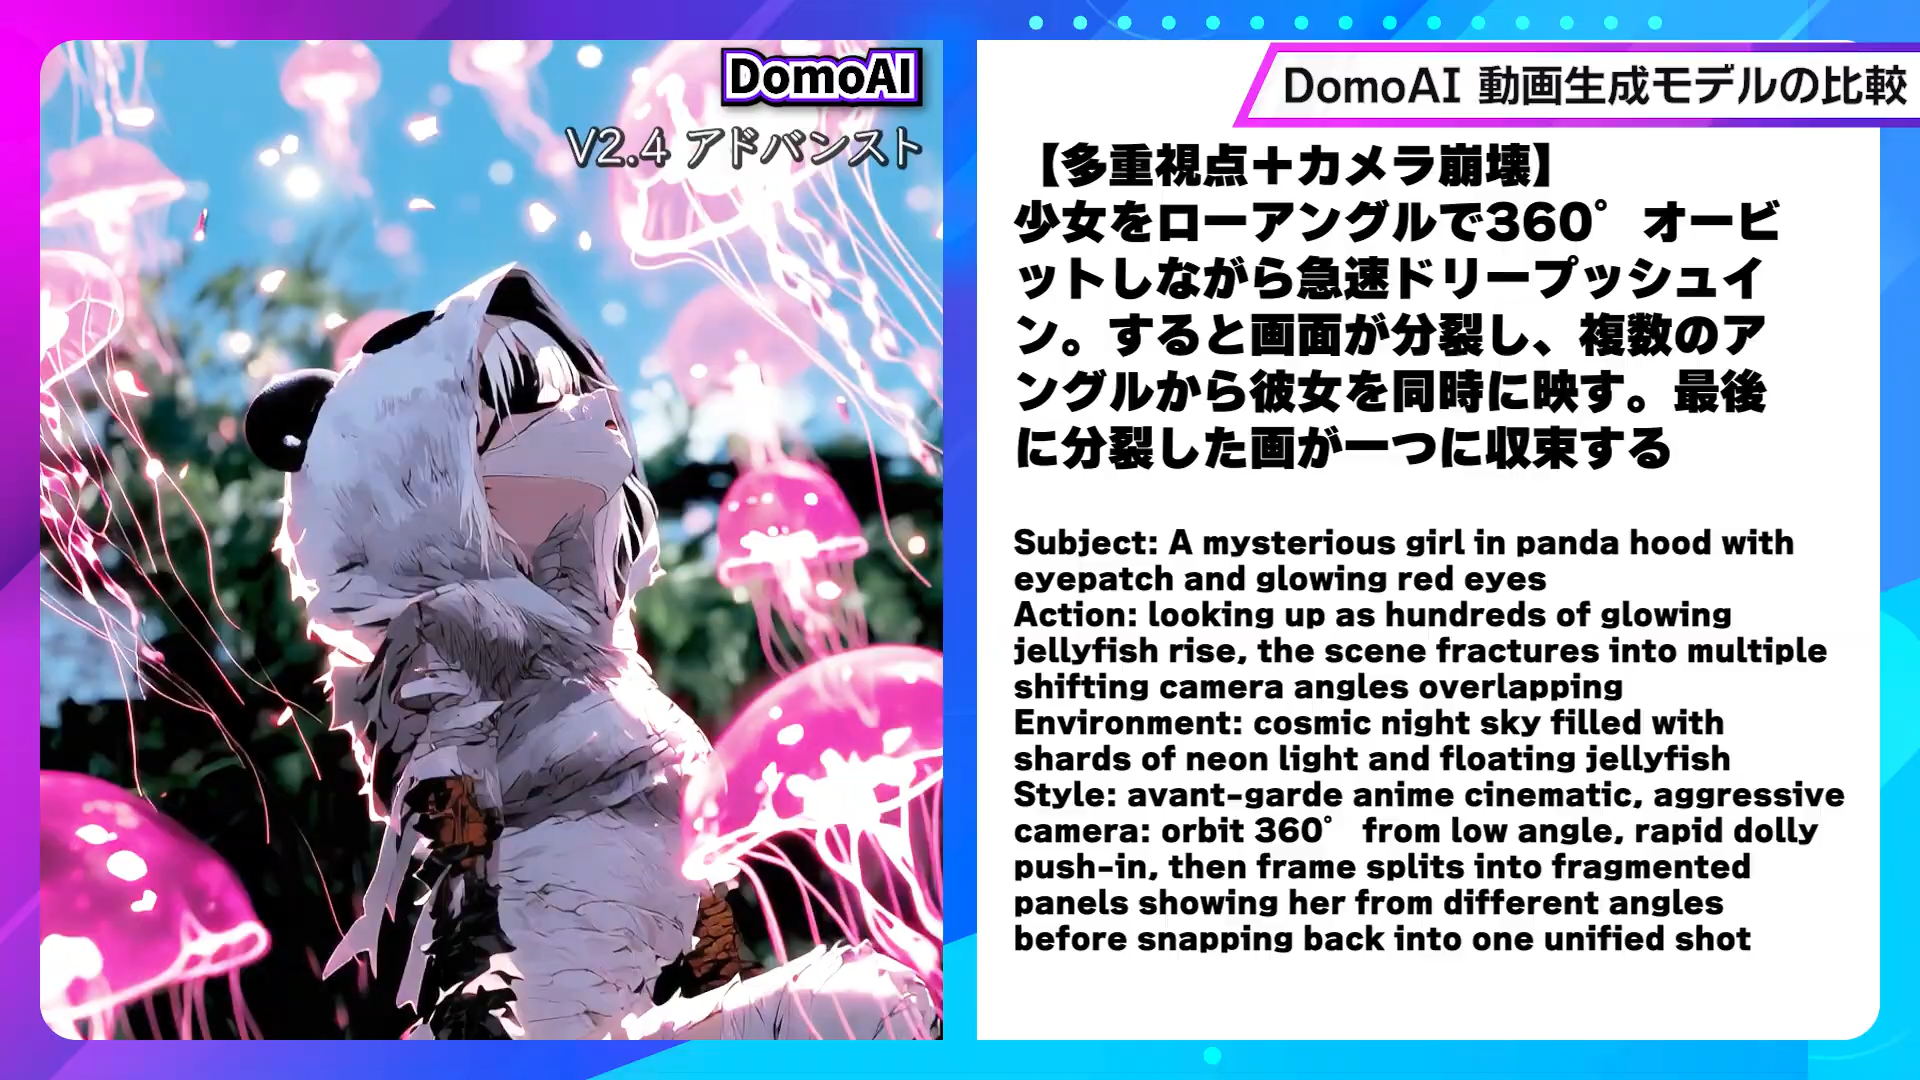 DomoAI
V2.4 アドバンスト
DomoAI 動画生成モデルの比較
【多重視点＋カメラ崩壊】
少女をローアングルで360°オービ
ットしながら急速ドリープッシュイ
ン。すると画面が分裂し、複数のア
ングルから彼女を同時に映す。最後
に分裂した画が一つに収束する
Subject: A mysterious girl in panda hood with
eyepatch and glowing red eyes
Action: looking up as hundreds of glowing
jellyfish rise, the scene fractures into multiple
shifting camera angles overlapping
Environment: cosmic night sky filled with
shards of neon light and floating jellyfish
Style: avant-garde anime cinematic, aggressive
camera: orbit 360° from low angle, rapid dolly
push-in, then frame splits into fragmented
panels showing her from different angles
before snapping back into one unified shot